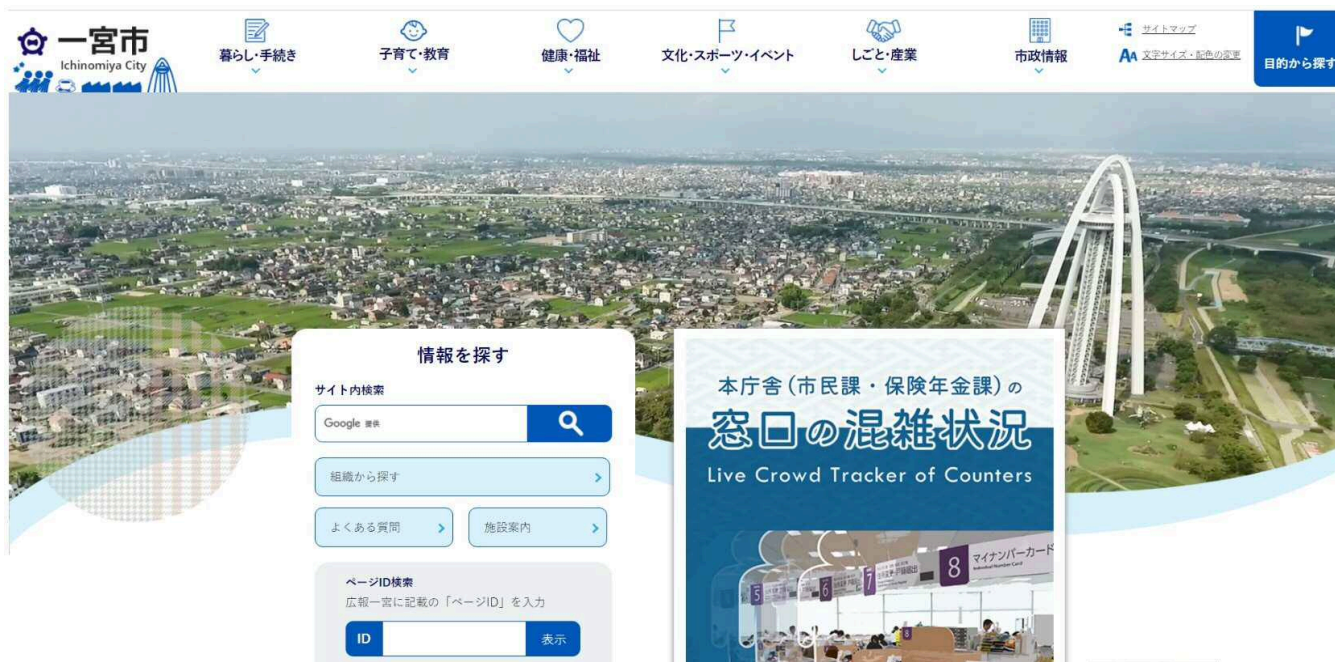 一宮市
Ichinomiya City
暮らし・手続き
子育て・教育
健康・福祉
文化・スポーツ・イベント
しごと・産業
市政情報
サイトマップ
AA 文字サイズ・配色の変更
目的から探す
情報を探す
サイト内検索
Google 提供
組織から探す
よくある質問
施設案内
ページID検索
広報一宮に記載の「ページID」を入力
ID
表示
本庁舎(市民課・保険年金課)の
窓口の混雑状況
Live Crowd Tracker of Counters
5
6
7
8
マイナンバーカード
Individual Number Card
8